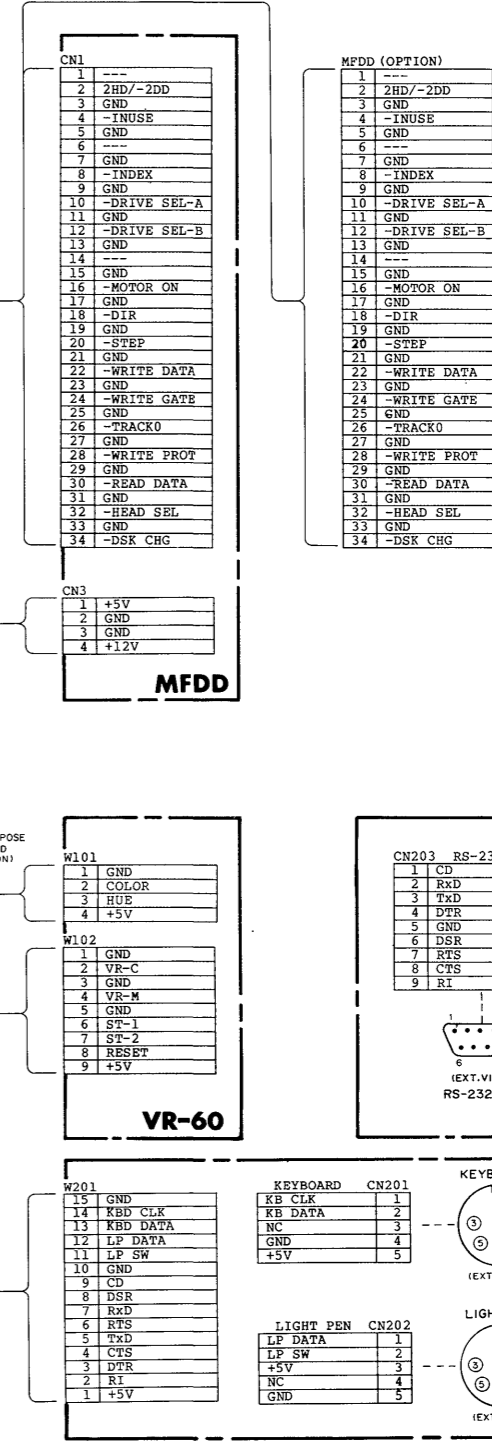 CN1
1 ---
2 2HD/-2DD
3 GND
4 -INUSE
5 GND
6 ---
7 GND
8 -INDEX
9 GND
10 -DRIVE SEL-A
11 GND
12 -DRIVE SEL-B
13 GND
14 ---
15 GND
16 -MOTOR ON
17 GND
18 -DIR
19 GND
20 -STEP
21 GND
22 -WRITE DATA
23 GND
24 -WRITE GATE
25 GND
26 -TRACK0
27 GND
28 -WRITE PROT
29 GND
30 -READ DATA
31 GND
32 -HEAD SEL
33 GND
34 -DSK CHG
CN3
1 +5V
2 GND
3 GND
4 +12V
MFDD
MFDD (OPTION)
1 ---
2 2HD/-2DD
3 GND
4 -INUSE
5 GND
6 ---
7 GND
8 -INDEX
9 GND
10 -DRIVE SEL-A
11 GND
12 -DRIVE SEL-B
13 GND
14 ---
15 GND
16 -MOTOR ON
17 GND
18 -DIR
19 GND
20 -STEP
21 GND
22 -WRITE DATA
23 GND
24 -WRITE GATE
25 GND
26 -TRACK0
27 GND
28 -WRITE PROT
29 GND
30 -READ DATA
31 GND
32 -HEAD SEL
33 GND
34 -DSK CHG
POSE
D
N)
W101
1 GND
2 COLOR
3 HUE
4 +5V
W102
1 GND
2 VR-C
3 GND
4 VR-M
5 GND
6 ST-1
7 ST-2
8 RESET
9 +5V
VR-60
CN203 RS-23
1 CD
2 RxD
3 TxD
4 DTR
5 GND
6 DSR
7 RTS
8 CTS
9 RI
1
6
(EXT.VI
RS-232
W201
15 GND
14 KBD CLK
13 KBD DATA
12 LP DATA
11 LP SW
10 GND
9 CD
8 DSR
7 RxD
6 RTS
5 TxD
4 CTS
3 DTR
2 RI
1 +5V
KEYBOARD CN201
KB CLK 1
KB DATA 2
NC 3
GND 4
+5V 5
KEYB
3
5
(EXT
LIGHT PEN CN202
LP DATA 1
LP SW 2
+5V 3
NC 4
GND 5
LIGH
3
5
(EXT